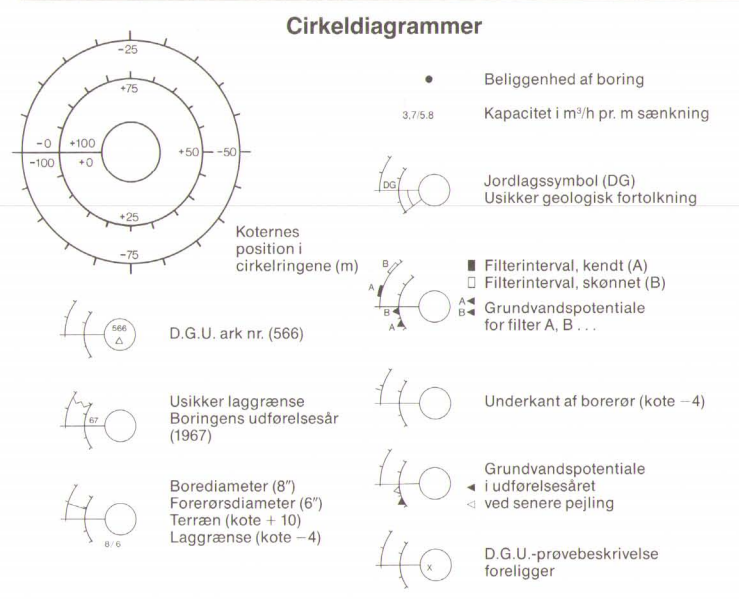 Cirkeldiagrammer
-25
+75
-0
+100
-100
+0
+50
-50
+25
-75
Koternes
position i
cirkelringene (m)
566
D.G.U. ark nr. (566)
67
Usikker laggrænse
Boringens udførelsesår
(1967)
8/6
Borediameter (8″)
Forerørsdiameter (6″)
Terræn (kote + 10)
Laggrænse (kote −4)
Beliggenhed af boring
3,7/5.8
Kapacitet i m³/h pr. m sænkning
DG
Jordlagssymbol (DG)
Usikker geologisk fortolkning
B
A
B
A
Filterinterval, kendt (A)
Filterinterval, skønnet (B)
A
B
Grundvandspotentiale
for filter A, B . . .
Underkant af borerør (kote −4)
Grundvandspotentiale
i udførelsesåret
ved senere pejling
x
D.G.U.-prøvebeskrivelse
foreligger